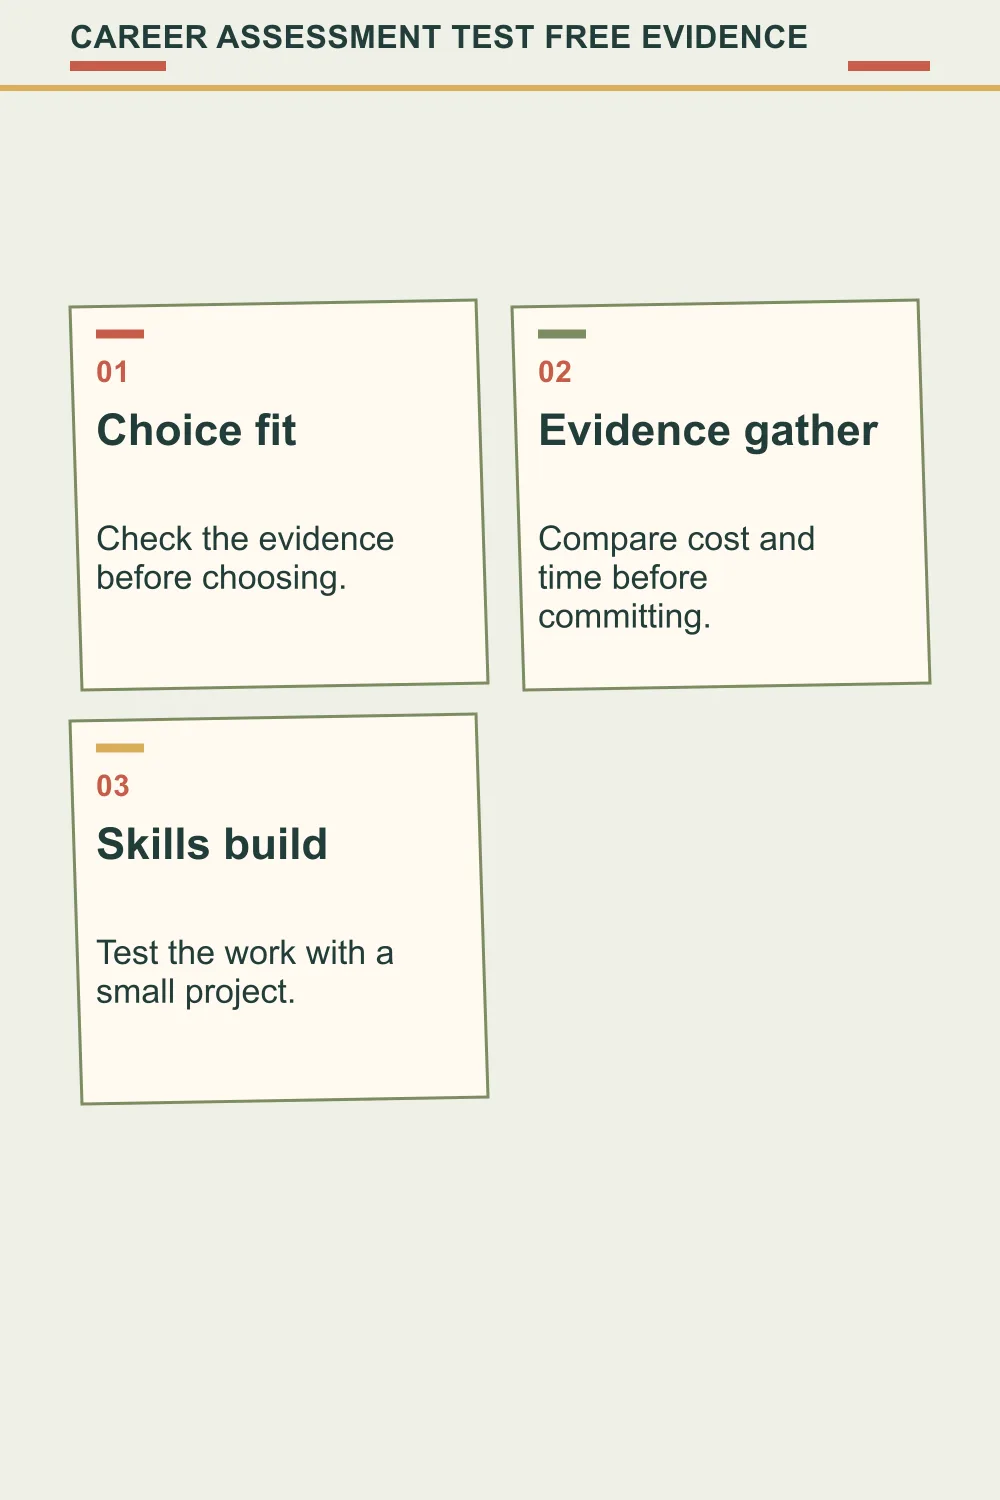 CAREER ASSESSMENT TEST FREE EVIDENCE
01
Choice fit
Check the evidence
before choosing.
02
Evidence gather
Compare cost and
time before
committing.
03
Skills build
Test the work with a
small project.